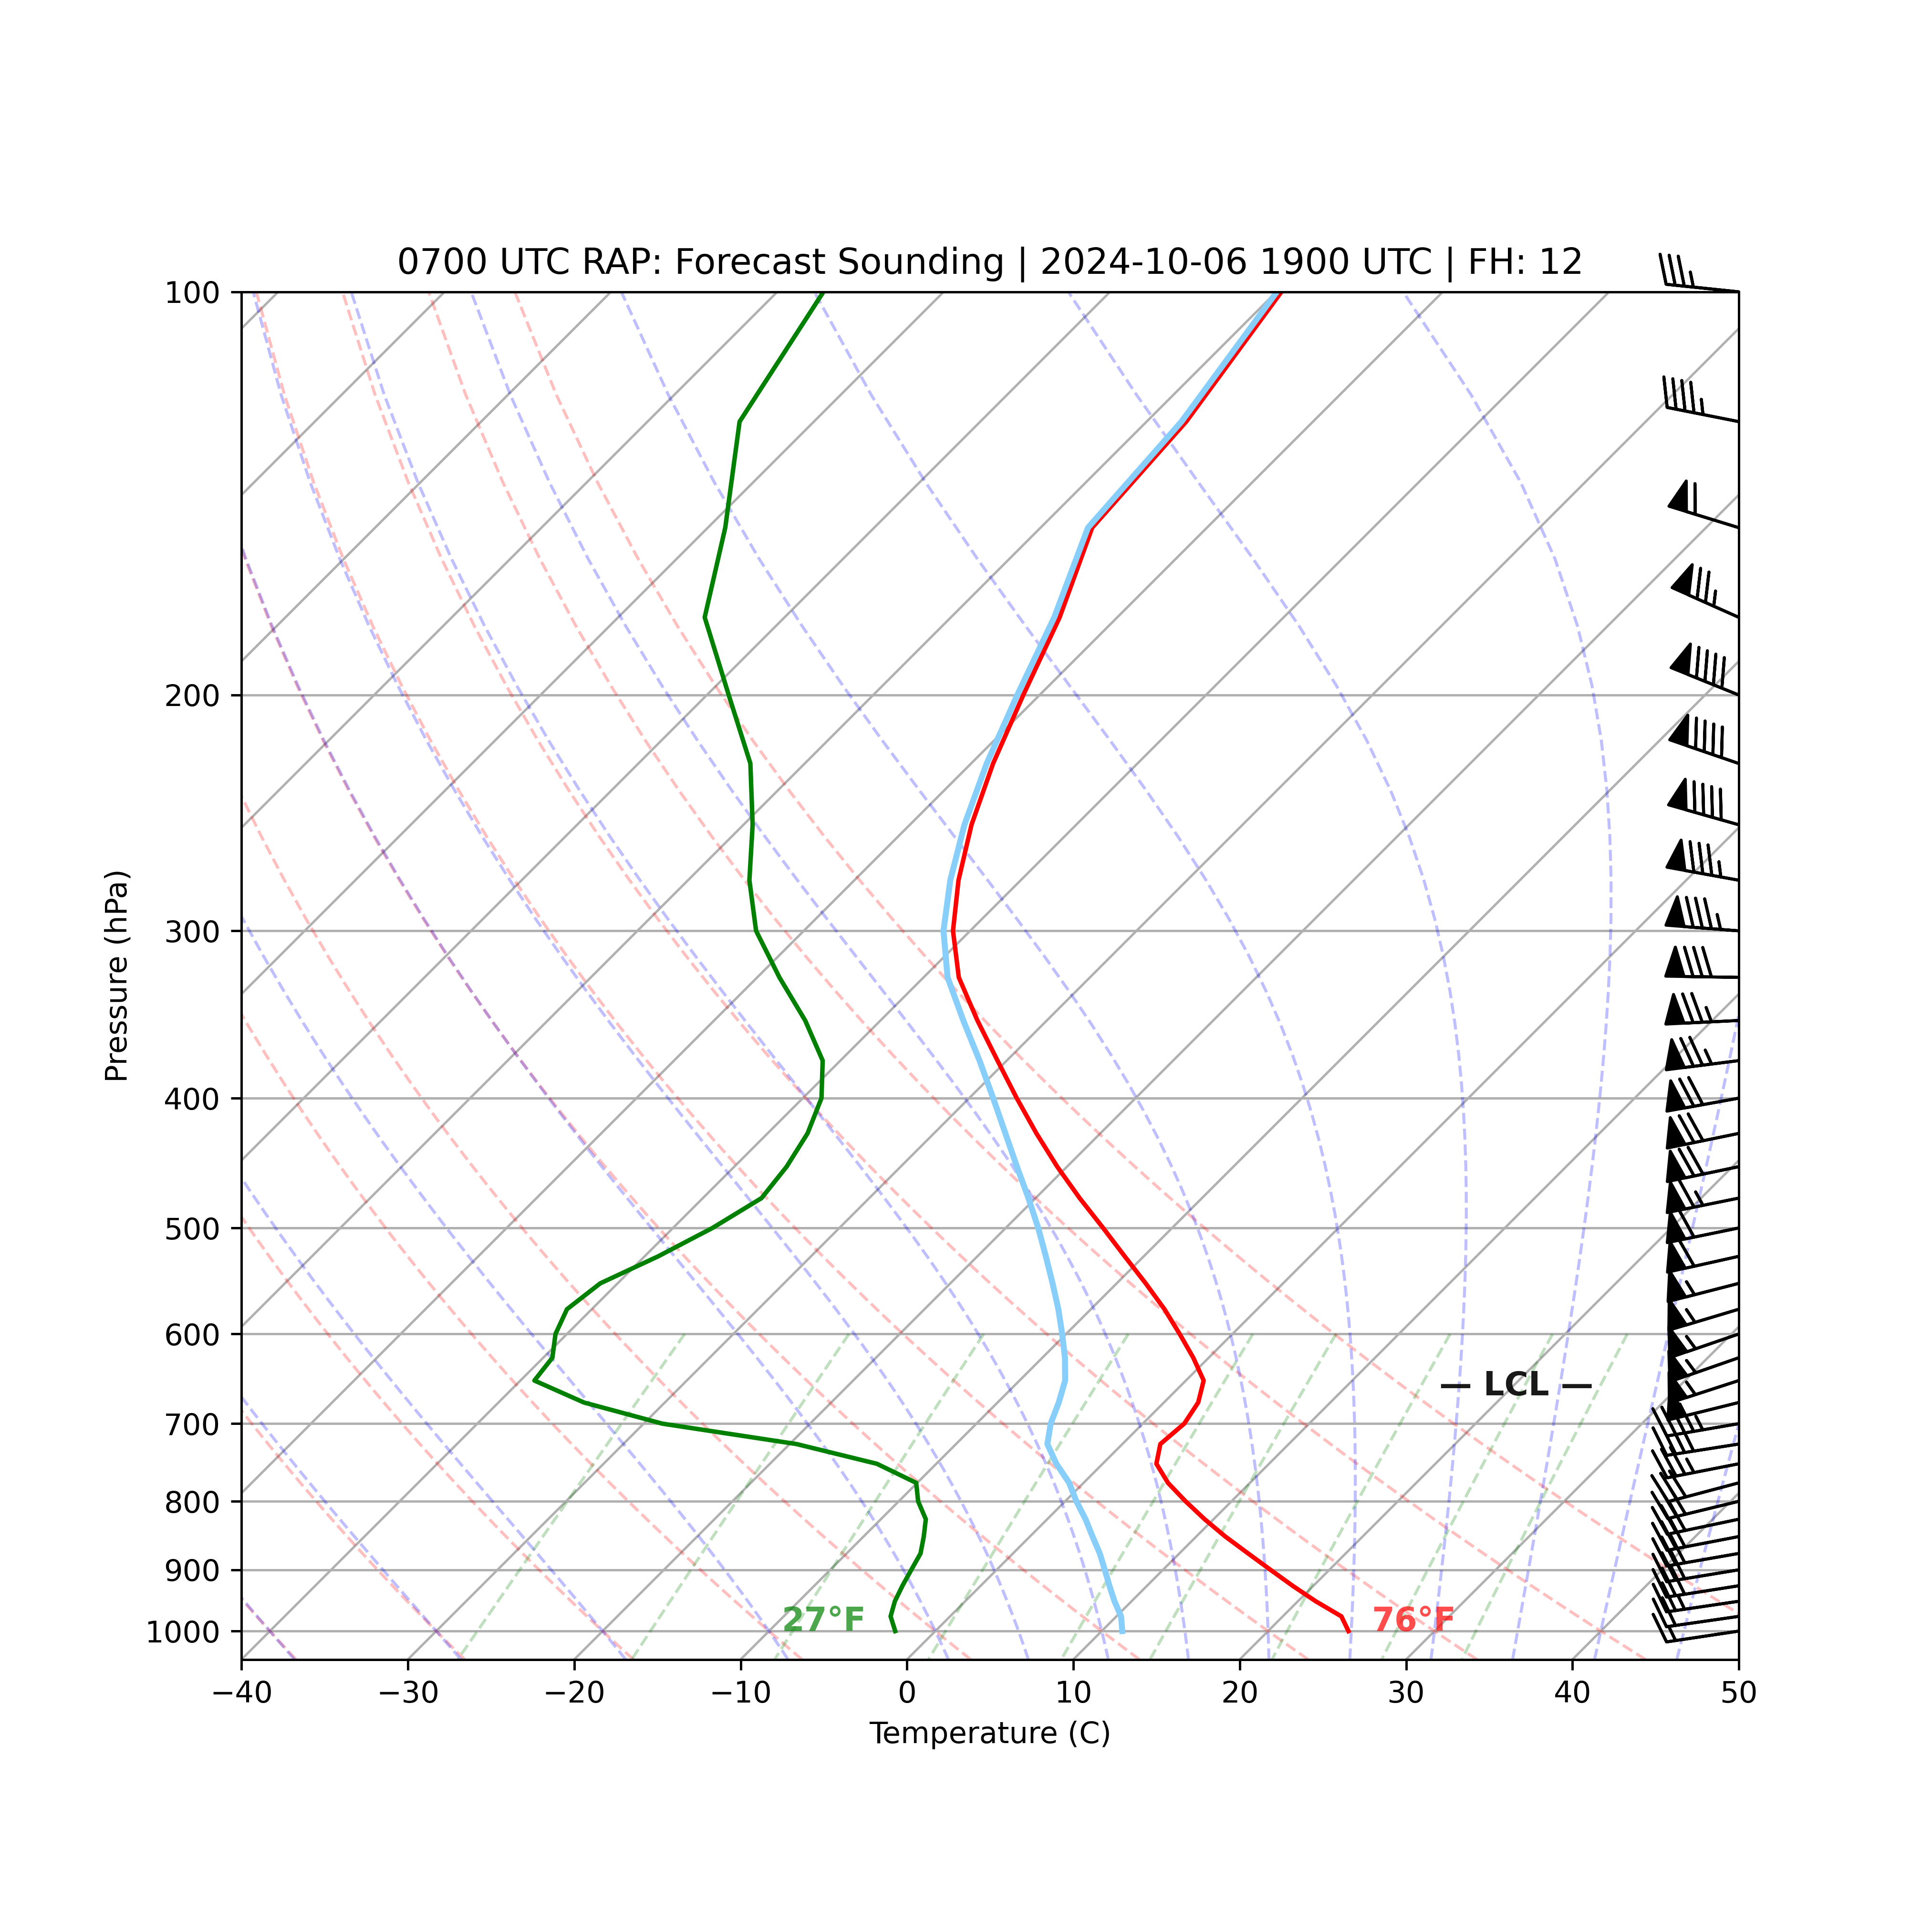 0700 UTC RAP: Forecast Sounding | 2024-10-06 1900 UTC | FH: 12
100
200
300
400
500
600
700
800
900
1000
Pressure (hPa)
— LCL —
27°F
76°F
−40 −30 −20 −10 0 10 20 30 40 50
Temperature (C)